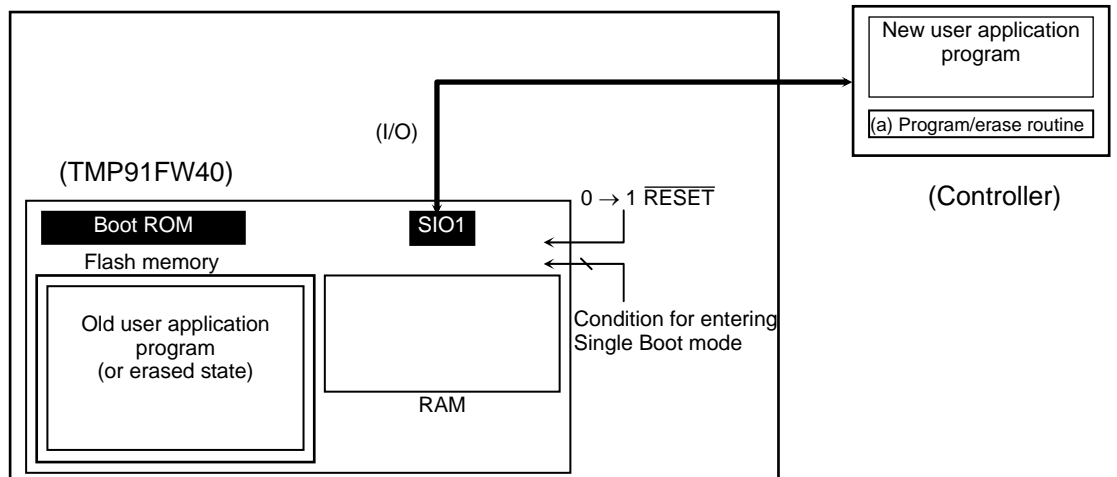 New user application
program
(a) Program/erase routine
(Controller)
(I/O)
(TMP91FW40)
0 → 1 RESET
Boot ROM
SIO1
Flash memory
Old user application
program
(or erased state)
Condition for entering
Single Boot mode
RAM